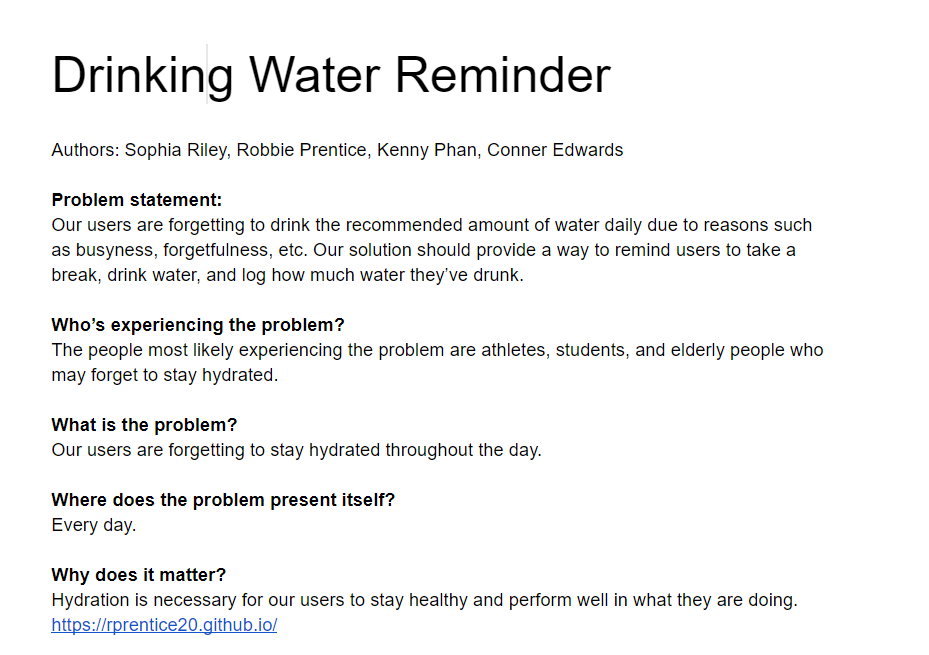 Drinking Water Reminder
Authors: Sophia Riley, Robbie Prentice, Kenny Phan, Conner Edwards
Problem statement:
Our users are forgetting to drink the recommended amount of water daily due to reasons such
as busyness, forgetfulness, etc. Our solution should provide a way to remind users to take a
break, drink water, and log how much water they’ve drunk.
Who’s experiencing the problem?
The people most likely experiencing the problem are athletes, students, and elderly people who
may forget to stay hydrated.
What is the problem?
Our users are forgetting to stay hydrated throughout the day.
Where does the problem present itself?
Every day.
Why does it matter?
Hydration is necessary for our users to stay healthy and perform well in what they are doing.
https://rprentice20.github.io/